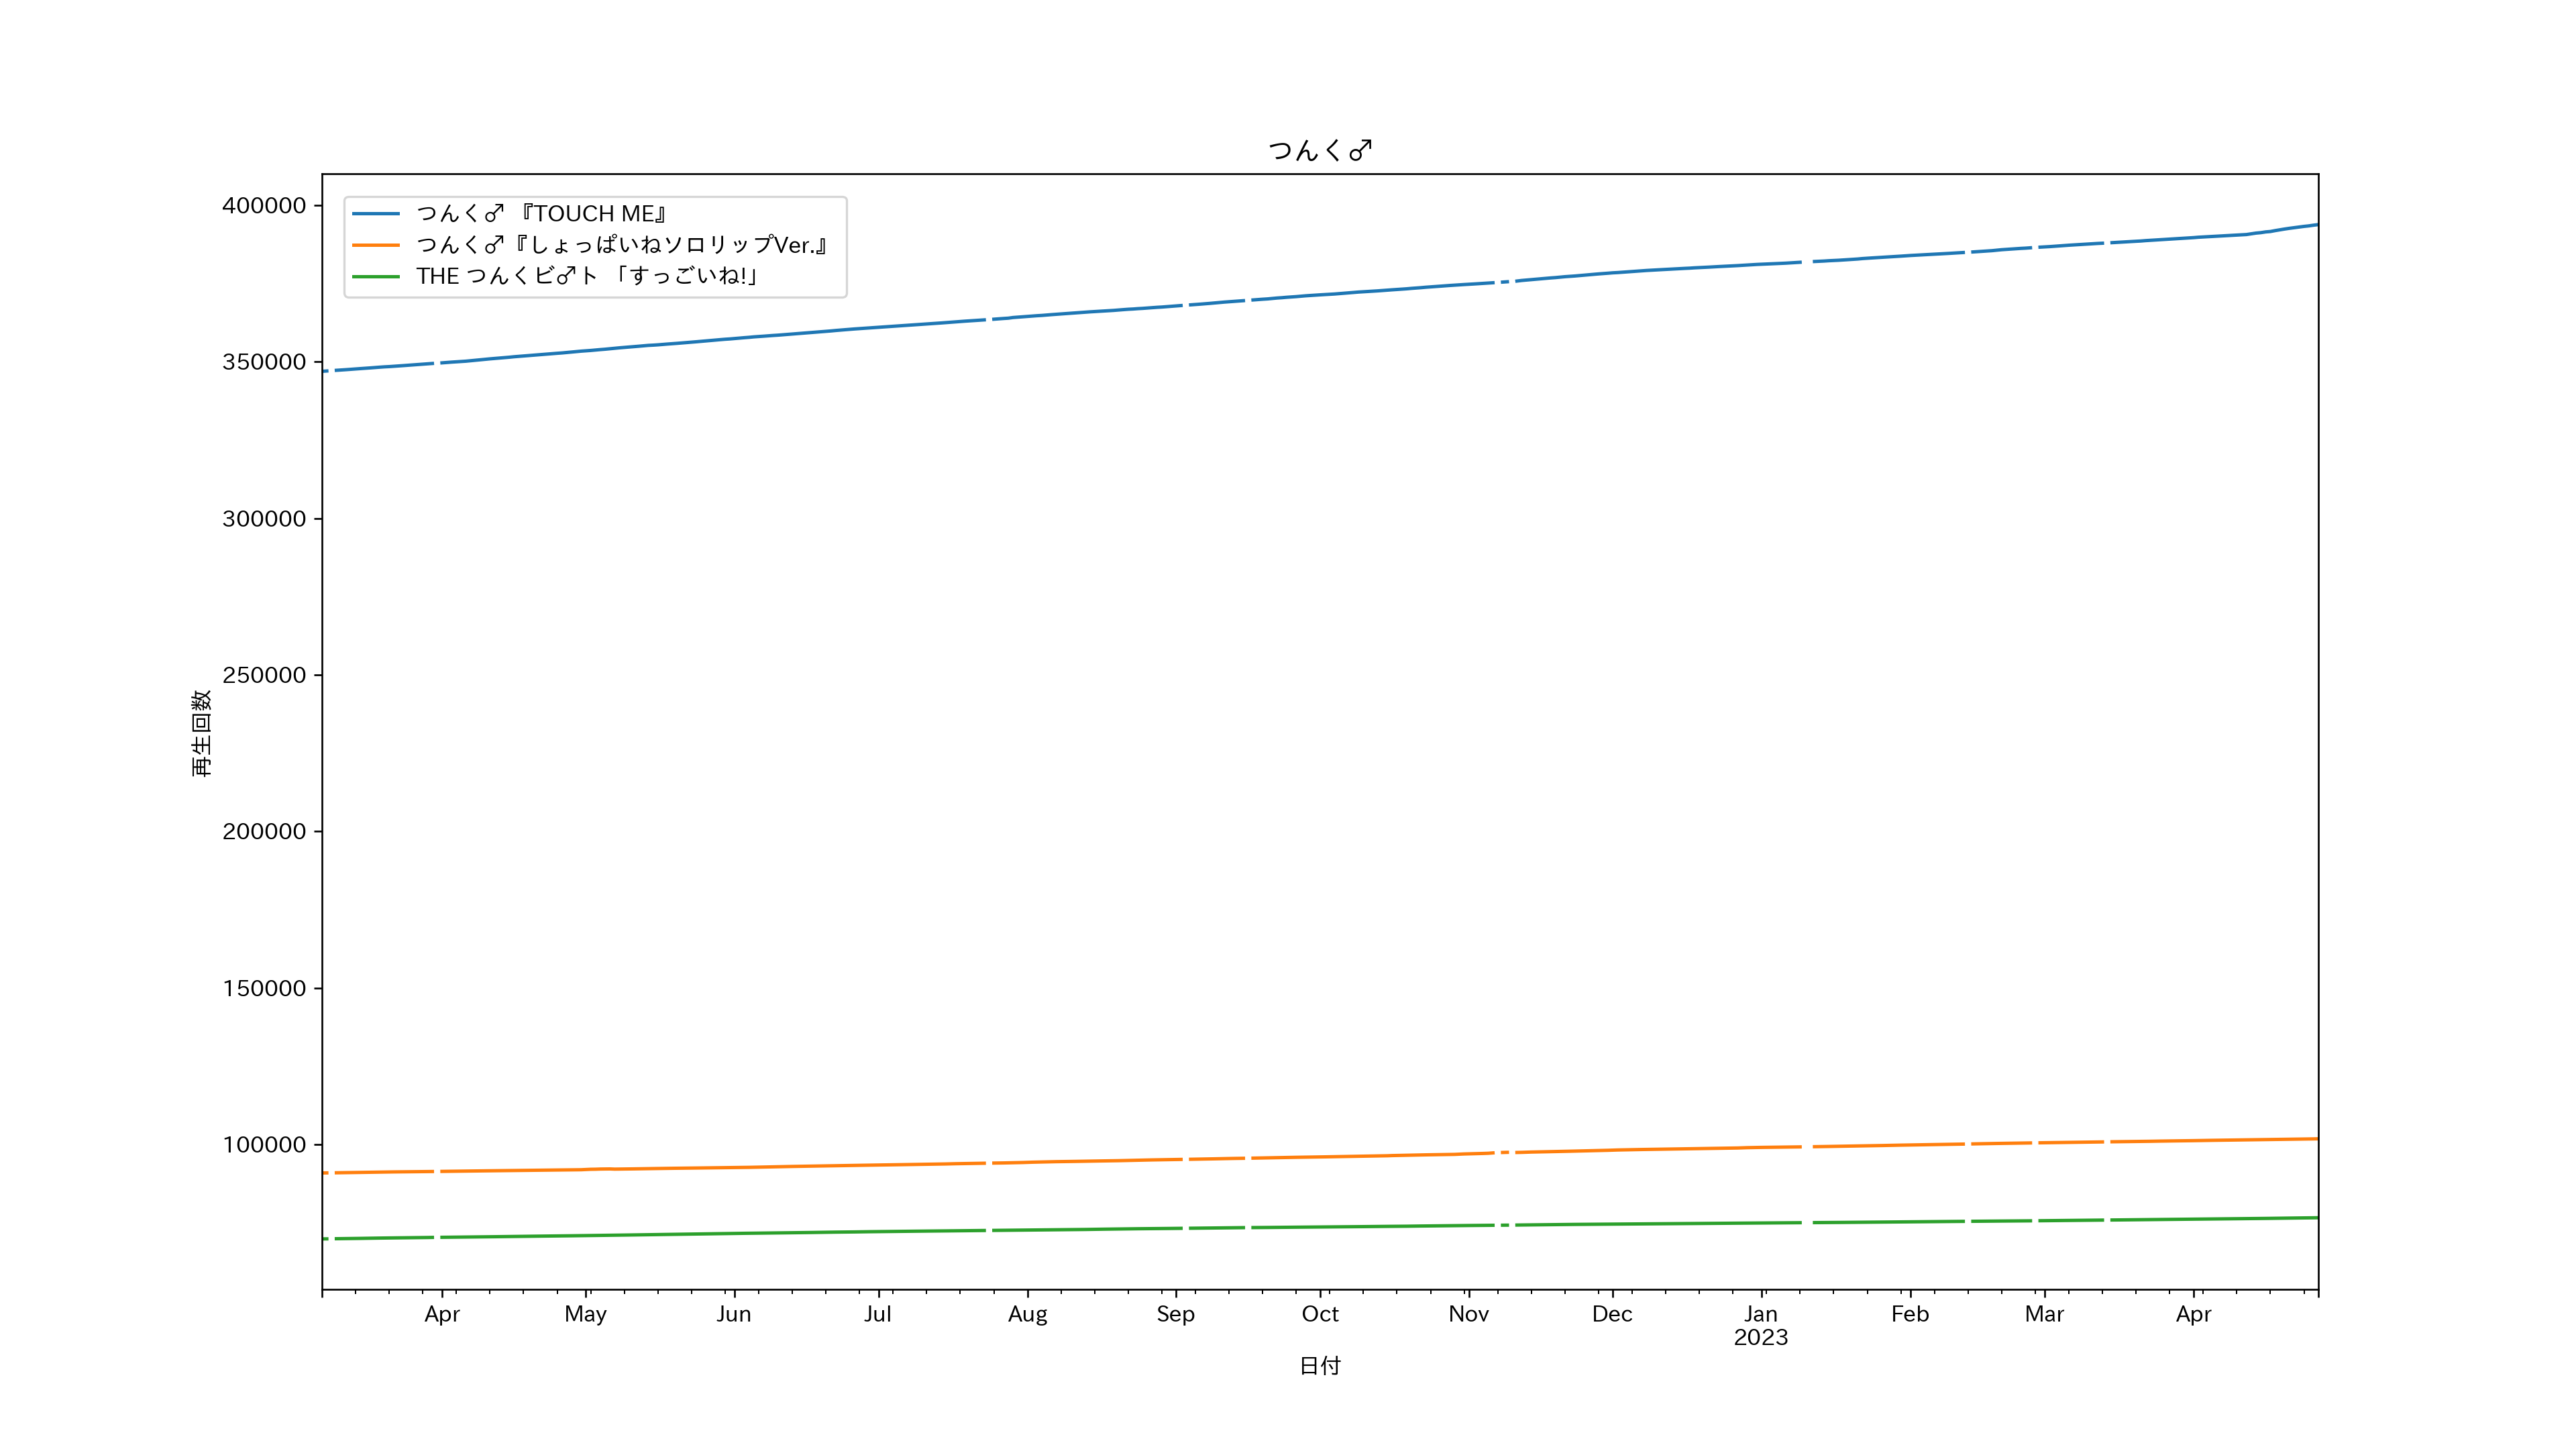 つんく♂
400000
350000
300000
250000
200000
150000
100000
再生回数
つんく♂ 『TOUCH ME』
つんく♂『しょっぱいねソロリップVer.』
THE つんくビ♂ト 「すっごいね!」
Apr May Jun Jul Aug Sep Oct Nov Dec Jan Feb Mar Apr
2023
日付